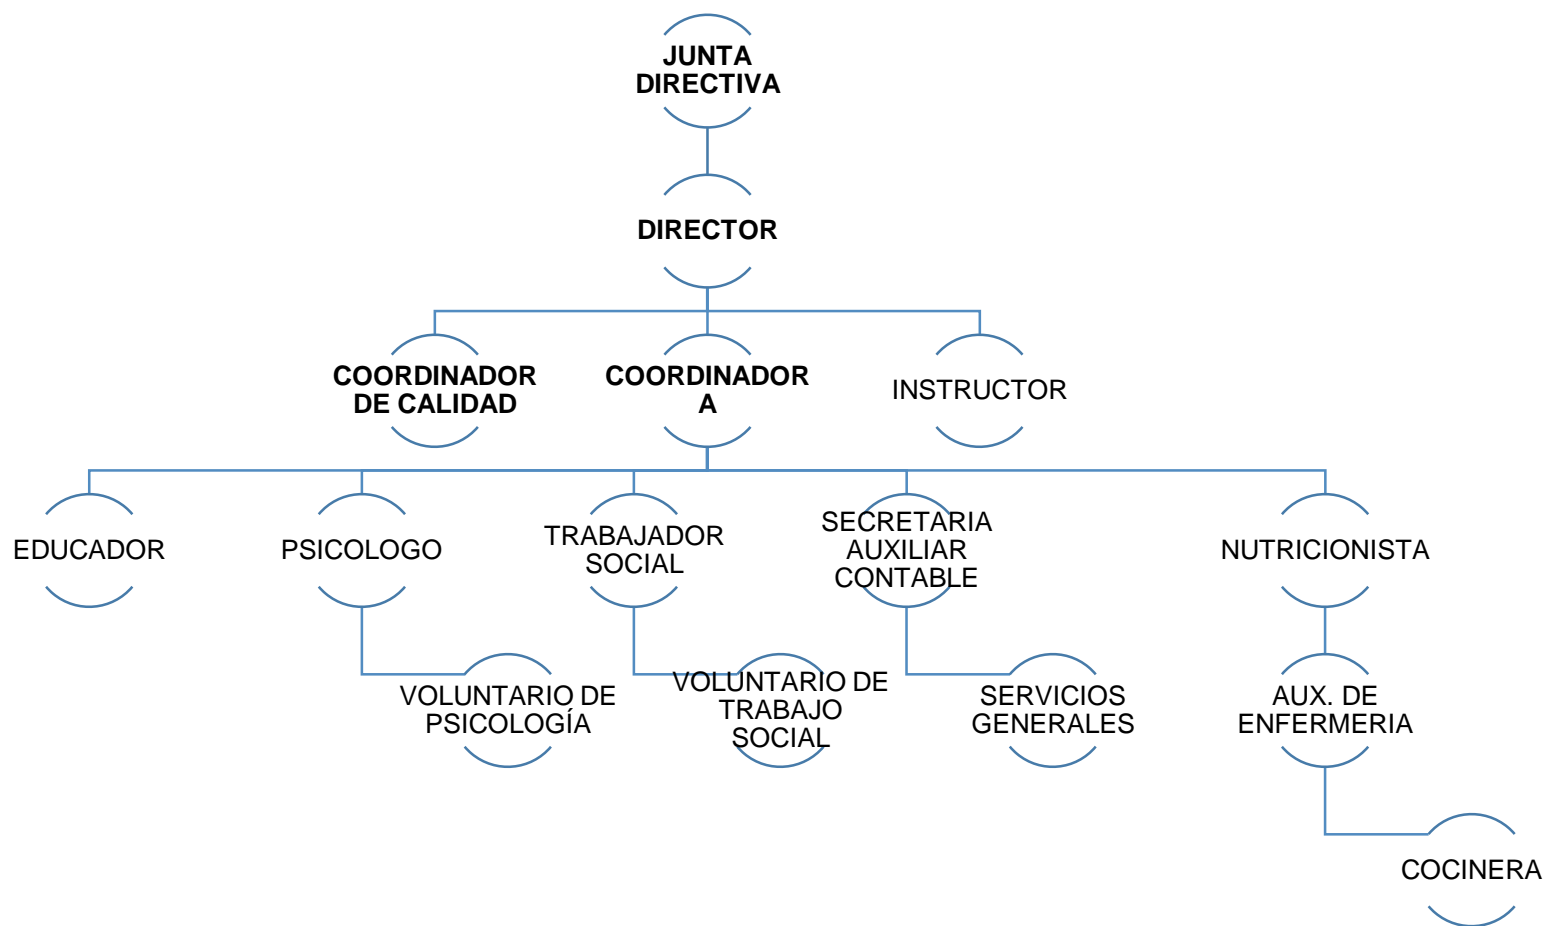 JUNTA
DIRECTIVA
DIRECTOR
COORDINADOR
DE CALIDAD
COORDINADOR
A
INSTRUCTOR
EDUCADOR
PSICOLOGO
TRABAJADOR
SOCIAL
SECRETARIA
AUXILIAR
CONTABLE
NUTRICIONISTA
VOLUNTARIO DE
PSICOLOGÍA
VOLUNTARIO DE
TRABAJO
SOCIAL
SERVICIOS
GENERALES
AUX. DE
ENFERMERIA
COCINERA